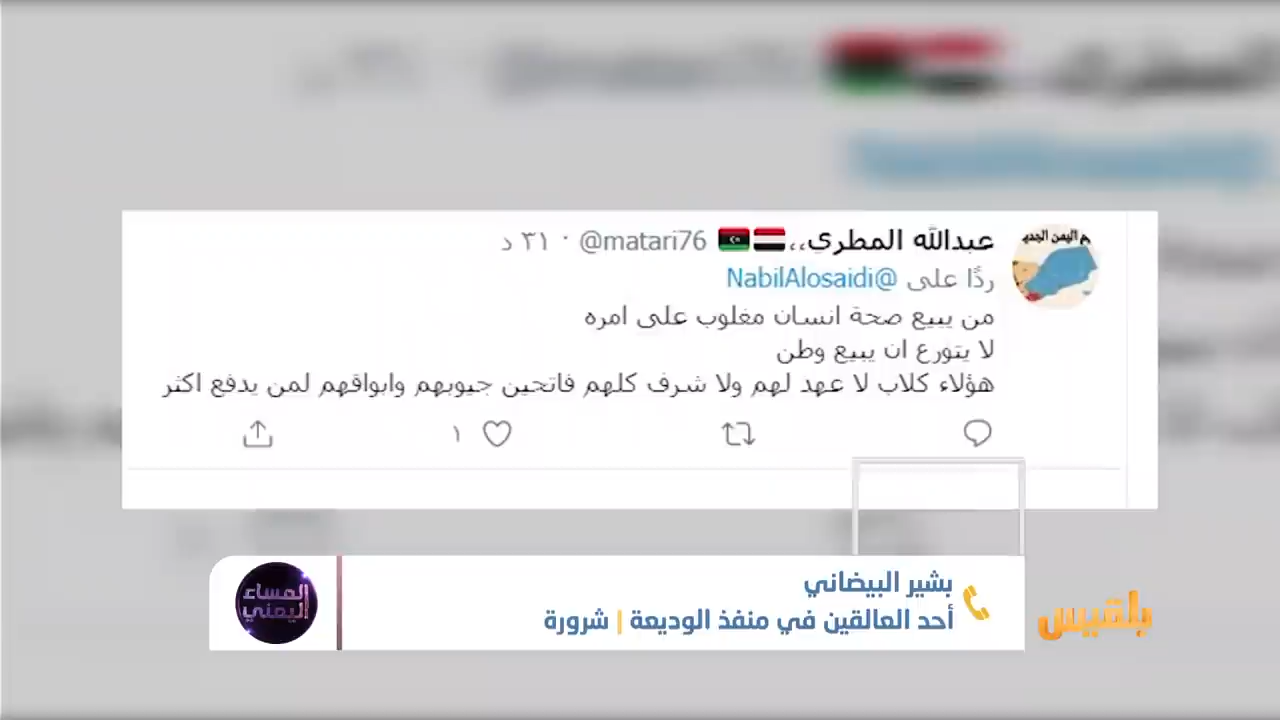 عبدالله المطري،، @matari76 · ٣١ د
ردًا على @NabilAlosaidi
من يبيع صحة انسان مغلوب على امره
لا يتورع ان يبيع وطن
هؤلاء كلاب لا عهد لهم ولا شرف كلهم فاتحين جيوبهم وابواقهم لمن يدفع اكثر
١
بشير البيضاني
أحد العالقين في منفذ الوديعة | شرورة
المساء
اليمني
بلقيس